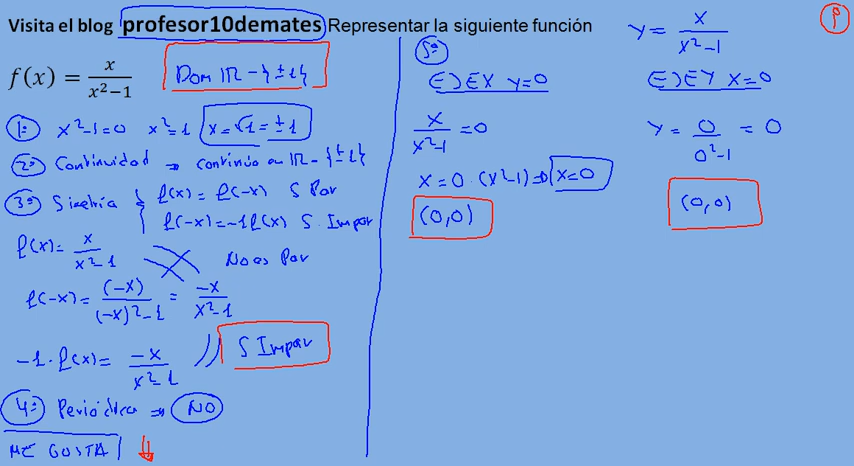 Visita el blog profesor10demates Representar la siguiente función
f(x) = x / x²−1
Dom ℝ − {±1}
1º x²−1=0 x²=1 x=√1=±1
2º Continuidad ⇒ continúa en ℝ − {±1}
3º Simetría { f(x) = f(−x) S Par
f(−x) = −1 f(x) S. Impar
f(x) = x / x²−1
No es Par
f(−x) = (−x) / (−x)²−1 = −x / x²−1
−1·f(x) = −x / x²−1 // S Impar
4º Periódica ⇒ NO
ME GUSTA ↓
5º
EJEX y=0
x / x²−1 = 0
x = 0·(x²−1) ⇒ x=0
(0,0)
y = x / x²−1
EJEY x=0
y = 0 / 0²−1 = 0
(0,0)
P